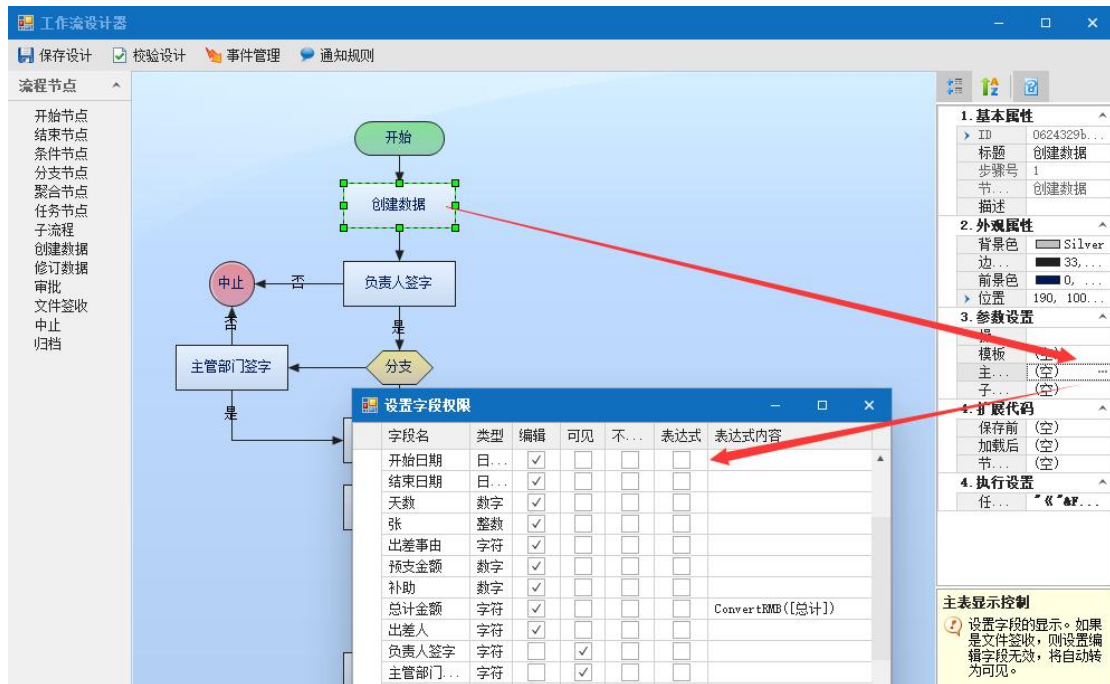 工作流设计器
保存设计 校验设计 事件管理 通知规则
流程节点
开始节点
结束节点
条件节点
分支节点
聚合节点
任务节点
子流程
创建数据
修订数据
审批
文件签收
中止
归档
开始
创建数据
中止 否 负责人签字
否 是
主管部门签字 分支
是
设置字段权限
字段名 类型 编辑 可见 不... 表达式 表达式内容
开始日期 日...
结束日期 日...
天数 数字
张 整数
出差事由 字符
预支金额 数字
补助 数字
总计金额 字符 ConvertRMB([总计])
出差人 字符
负责人签字 字符
主管部门... 字符
1.基本属性
ID 0624329b...
标题 创建数据
步骤号 1
节... 创建数据
描述
2.外观属性
背景色 Silver
边... 33,...
前景色 0, ...
位置 190, 100...
3.参数设置
模板 (空)
主... (空) ...
子... (空)
4.扩展代码
保存前 (空)
加载后 (空)
节... (空)
4.执行设置
任... "《"&F...
主表显示控制
设置字段的显示。如果
是文件签收，则设置编
辑字段无效，将自动转
为可见。